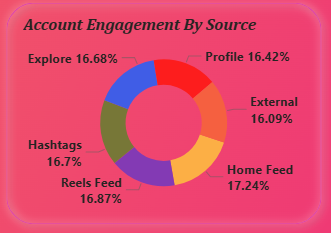 Account Engagement By Source
Explore 16.68%
Profile 16.42%
External
16.09%
Hashtags
16.7%
Home Feed
17.24%
Reels Feed
16.87%